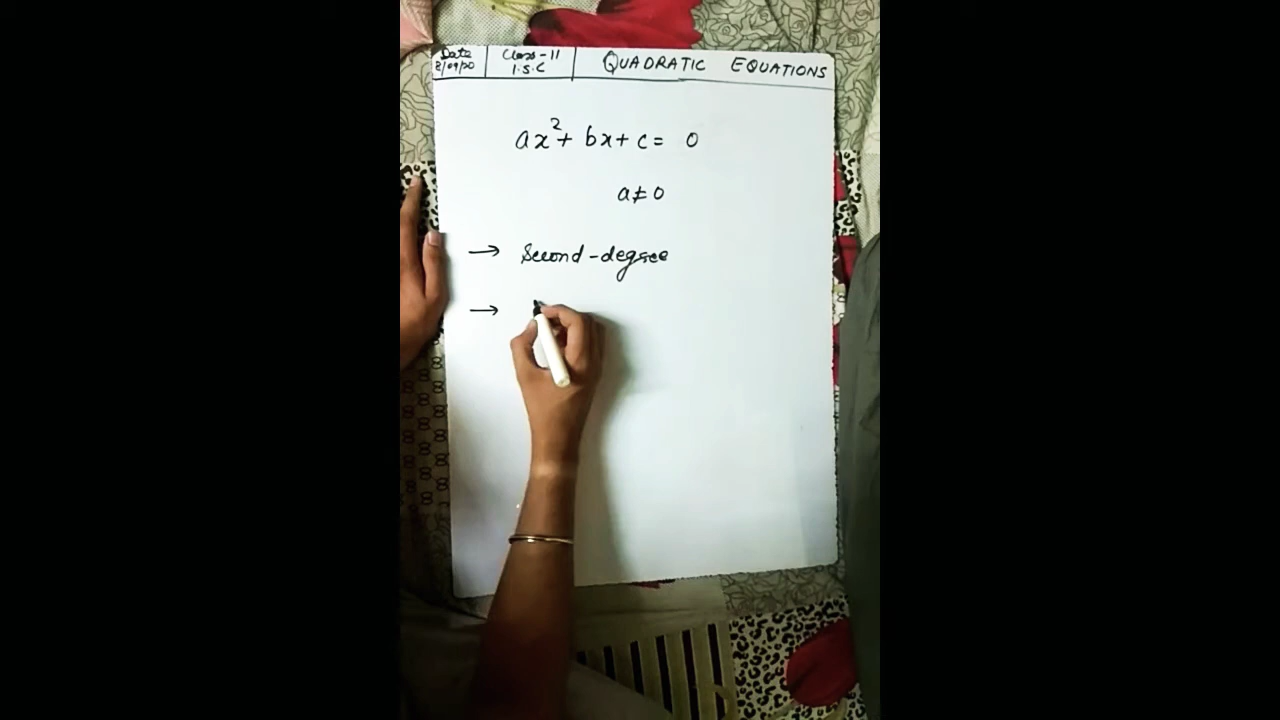 Date 2/09/20
Class-11 I.S.C
QUADRATIC EQUATIONS
ax²+ bx+ c = 0
a≠0
→ Second-degree
→